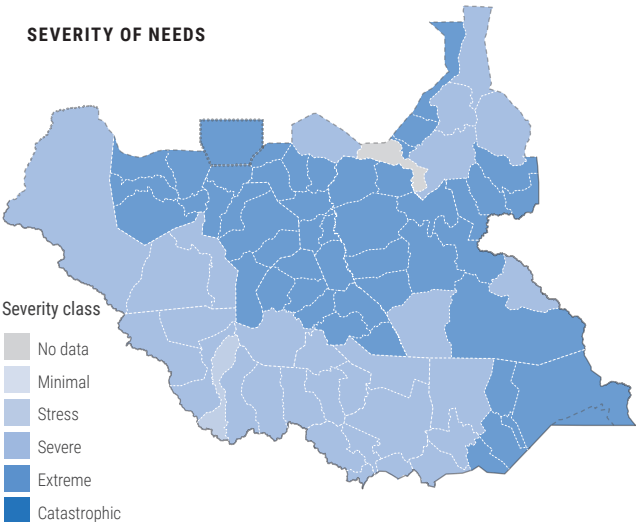 SEVERITY OF NEEDS
Severity class
No data
Minimal
Stress
Severe
Extreme
Catastrophic